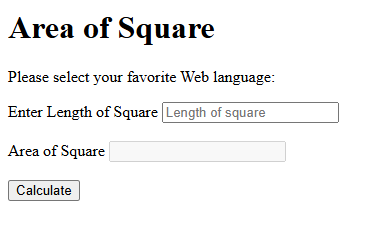 Area of Square
Please select your favorite Web language:
Enter Length of Square Length of square
Area of Square
Calculate